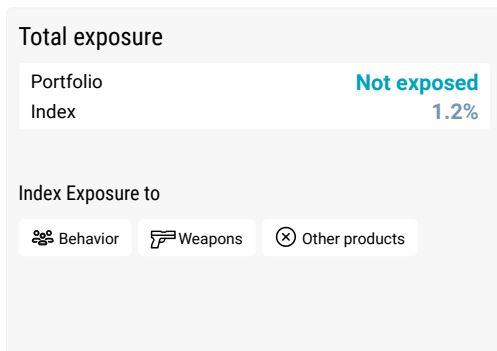 Total exposure
Portfolio Not exposed
Index 1.2%
Index Exposure to
Behavior Weapons Other products